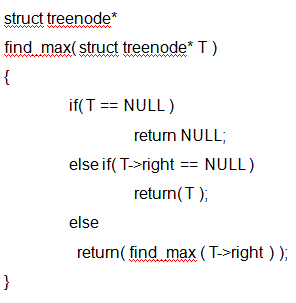 struct treenode*
find_max( struct treenode* T )
{
if( T == NULL )
return NULL;
else if( T->right == NULL )
return( T );
else
return( find_max ( T->right ) );
}